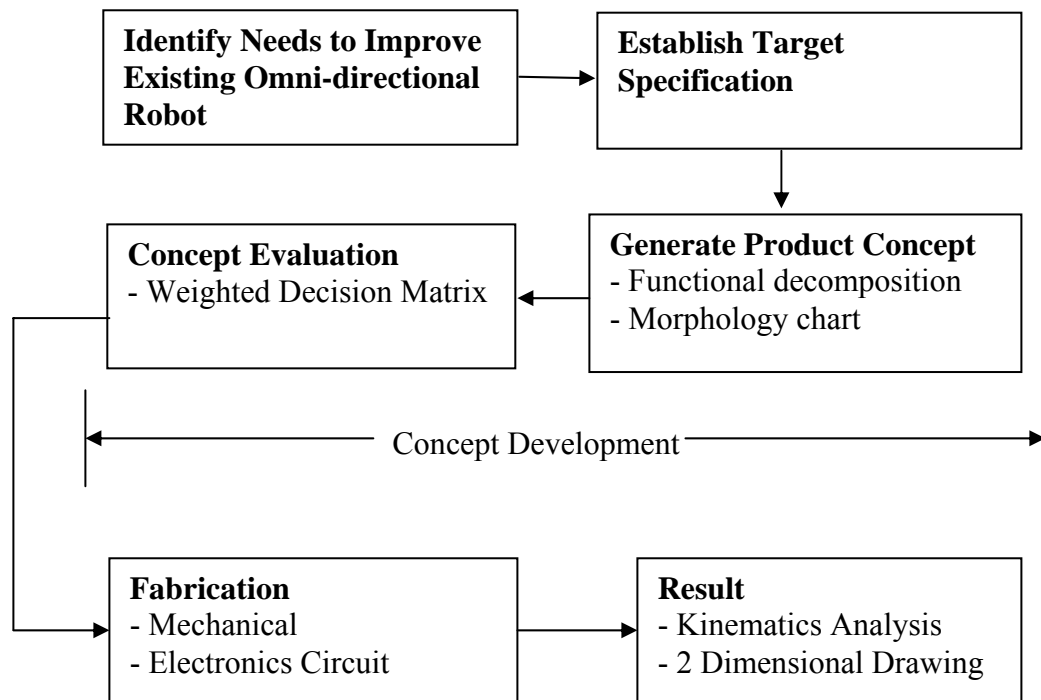 Identify Needs to Improve
Existing Omni-directional
Robot
Establish Target
Specification
Generate Product Concept
- Functional decomposition
- Morphology chart
Concept Evaluation
- Weighted Decision Matrix
Concept Development
Fabrication
- Mechanical
- Electronics Circuit
Result
- Kinematics Analysis
- 2 Dimensional Drawing